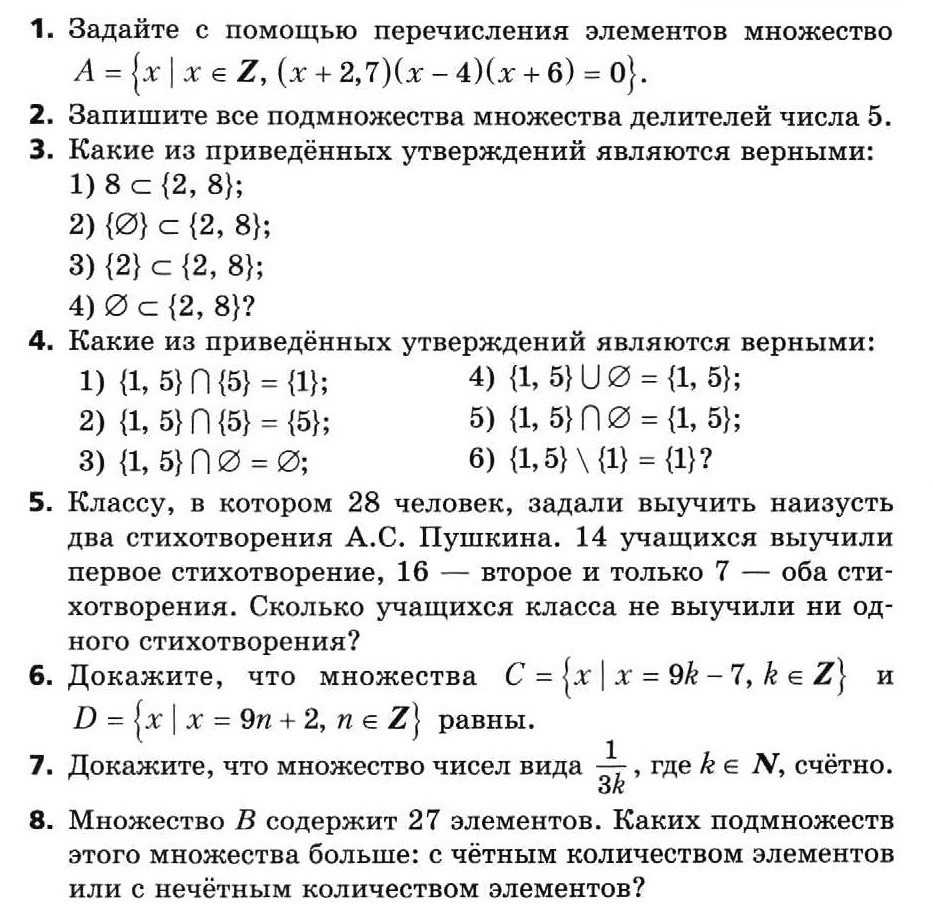 1. Задайте с помощью перечисления элементов множество
A = {x | x ∈ Z, (x + 2,7)(x − 4)(x + 6) = 0}.
2. Запишите все подмножества множества делителей числа 5.
3. Какие из приведённых утверждений являются верными:
1) 8 ⊂ {2, 8};
2) {∅} ⊂ {2, 8};
3) {2} ⊂ {2, 8};
4) ∅ ⊂ {2, 8}?
4. Какие из приведённых утверждений являются верными:
1) {1, 5} ⋂ {5} = {1}; 4) {1, 5} ⋃ ∅ = {1, 5};
2) {1, 5} ⋂ {5} = {5}; 5) {1, 5} ⋂ ∅ = {1, 5};
3) {1, 5} ⋂ ∅ = ∅; 6) {1, 5} \ {1} = {1}?
5. Классу, в котором 28 человек, задали выучить наизусть
два стихотворения А.С. Пушкина. 14 учащихся выучили
первое стихотворение, 16 — второе и только 7 — оба сти-
хотворения. Сколько учащихся класса не выучили ни од-
ного стихотворения?
6. Докажите, что множества C = {x | x = 9k − 7, k ∈ Z} и
D = {x | x = 9n + 2, n ∈ Z} равны.
7. Докажите, что множество чисел вида 1/3k, где k ∈ N, счётно.
8. Множество B содержит 27 элементов. Каких подмножеств
этого множества больше: с чётным количеством элементов
или с нечётным количеством элементов?